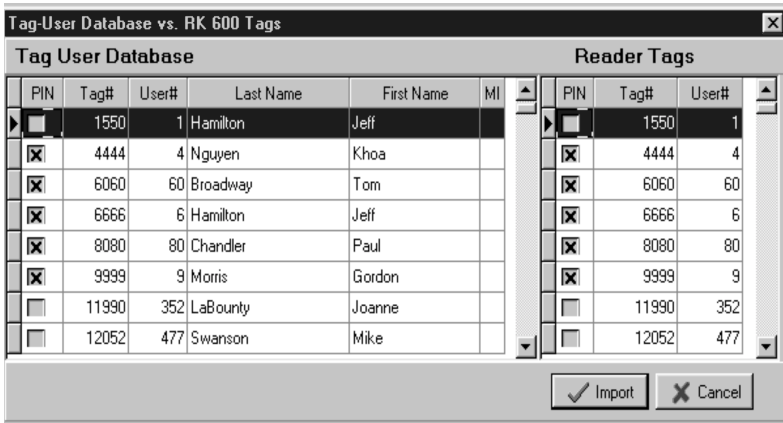 Tag-User Database vs. RK 600 Tags
Tag User Database Reader Tags
PIN Tag# User# Last Name First Name MI PIN Tag# User#
1550 1 Hamilton Jeff 1550 1
4444 4 Nguyen Khoa 4444 4
6060 60 Broadway Tom 6060 60
6666 6 Hamilton Jeff 6666 6
8080 80 Chandler Paul 8080 80
9999 9 Morris Gordon 9999 9
11990 352 LaBounty Joanne 11990 352
12052 477 Swanson Mike 12052 477
Import Cancel